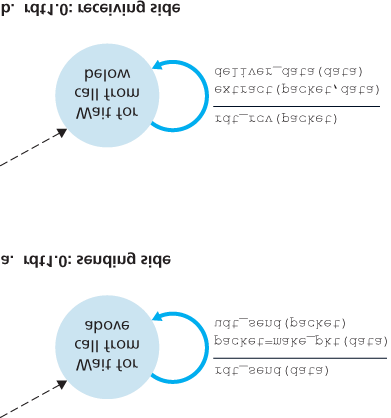 Wait for
call from
above
rdt_send(data)
packet=make_pkt(data)
udt_send(packet)
a. rdt1.0: sending side
Wait for
call from
below
rdt_rcv(packet)
extract(packet,data)
deliver_data(data)
b. rdt1.0: receiving side